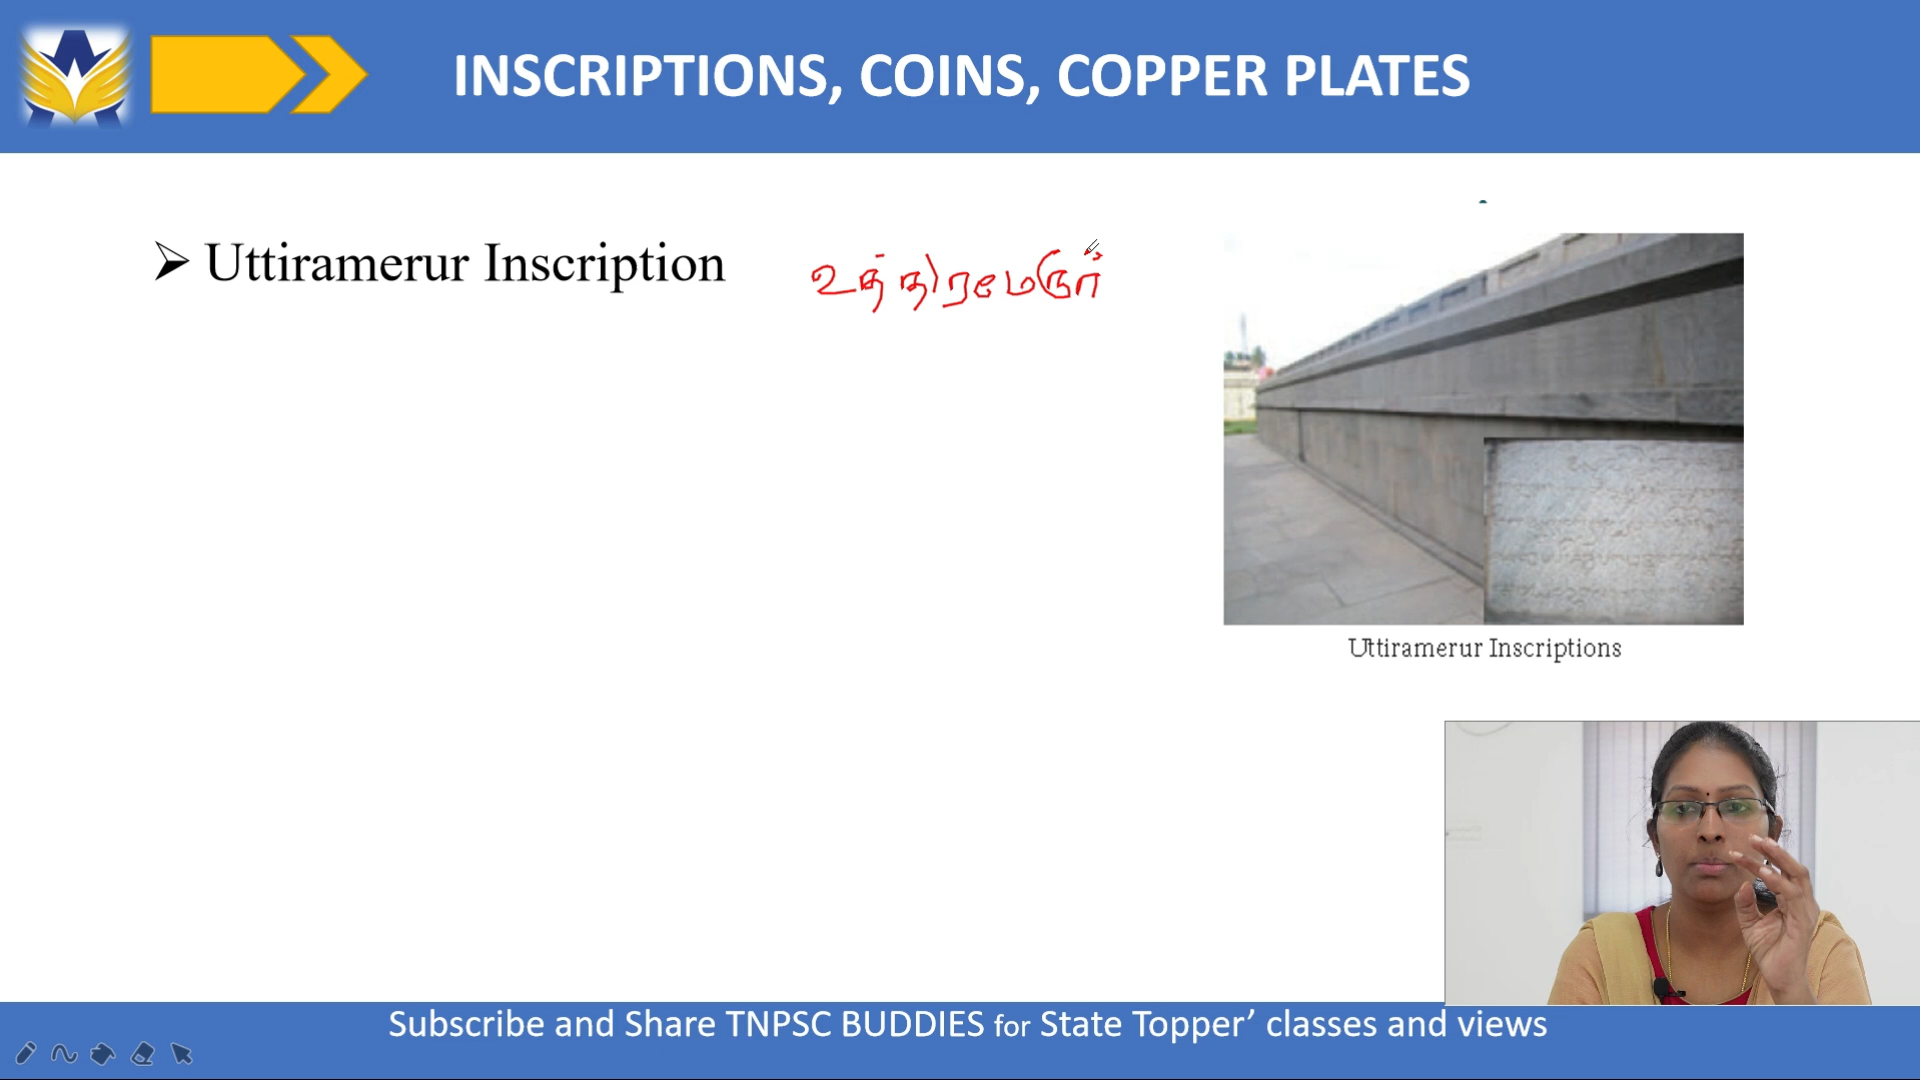 INSCRIPTIONS, COINS, COPPER PLATES
Uttiramerur Inscription
உத்திரமேரூர்
Uttiramerur Inscriptions
Subscribe and Share TNPSC BUDDIES for State Topper’ classes and views